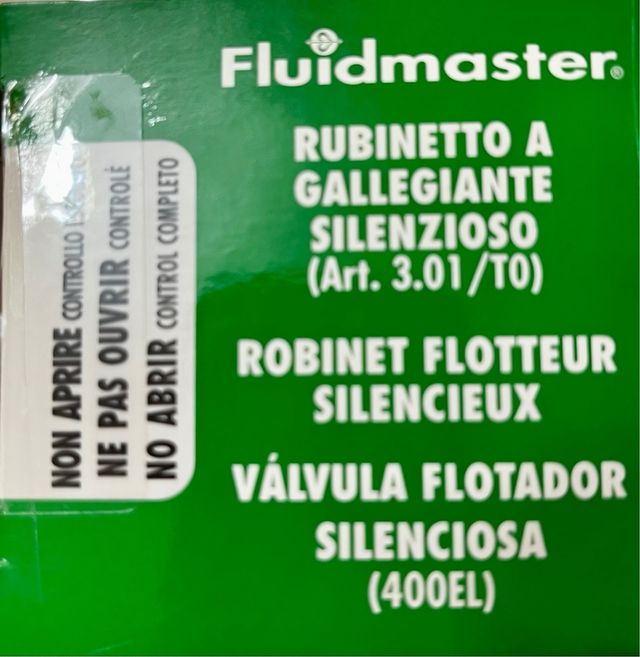 Fluidmaster®
RUBINETTO A
GALLEGIANTE
SILENZIOSO
(Art. 3.01/T0)
ROBINET FLOTTEUR
SILENCIEUX
VÁLVULA FLOTADOR
SILENCIOSA
(400EL)
NON APRIRE CONTROLLO
NE PAS OUVRIR CONTROLÈ
NO ABRIR CONTROL COMPLETO